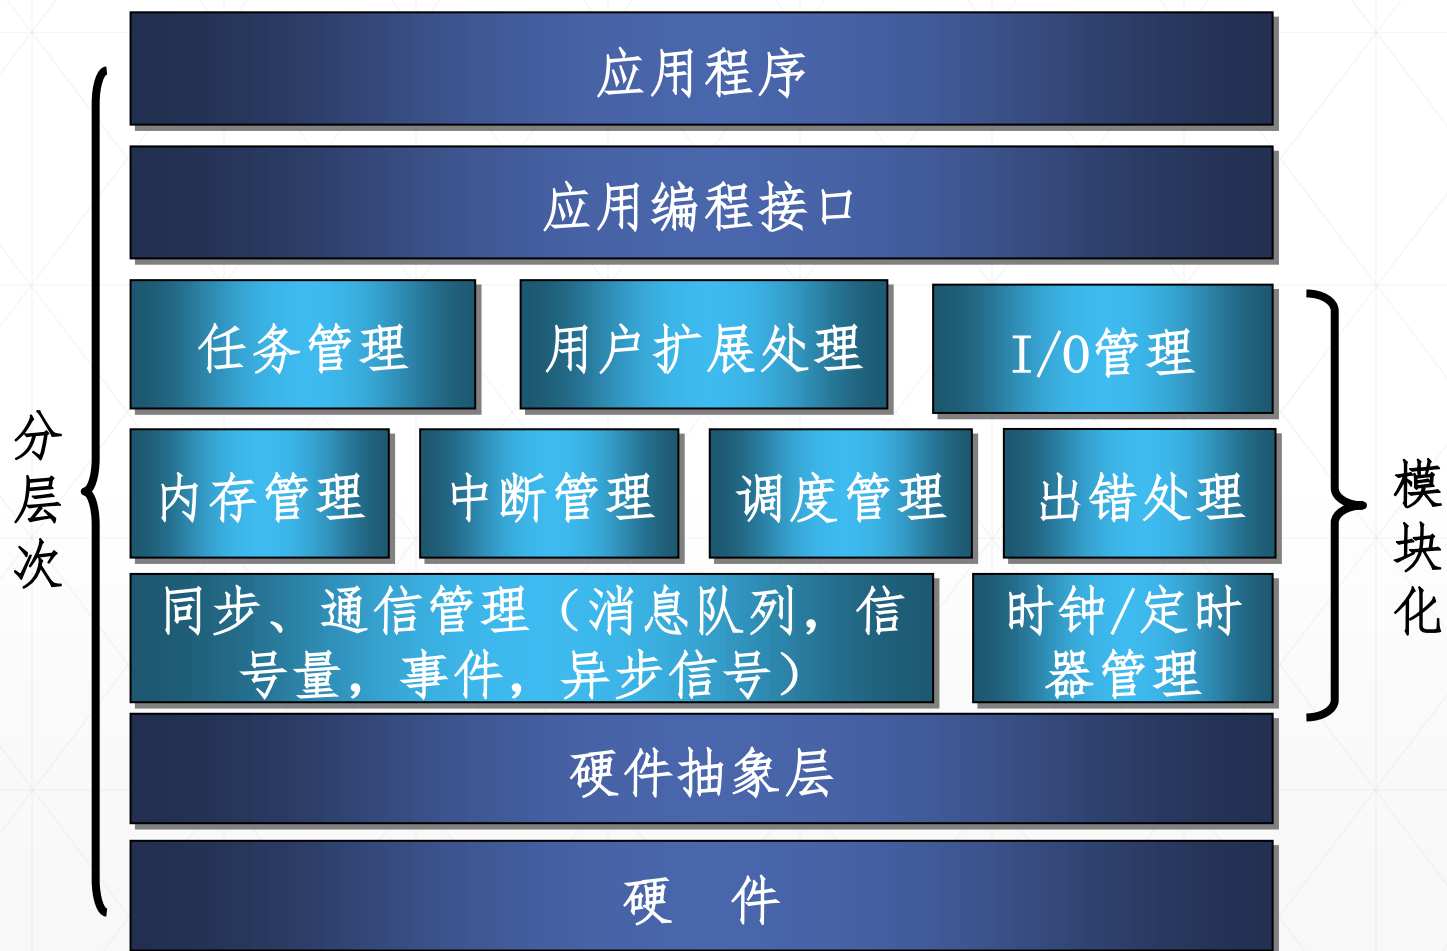 应用程序
应用编程接口
任务管理
用户扩展处理
I/O管理
内存管理
中断管理
调度管理
出错处理
同步、通信管理（消息队列，信
号量，事件，异步信号）
时钟/定时
器管理
硬件抽象层
硬 件
分层次
模块化